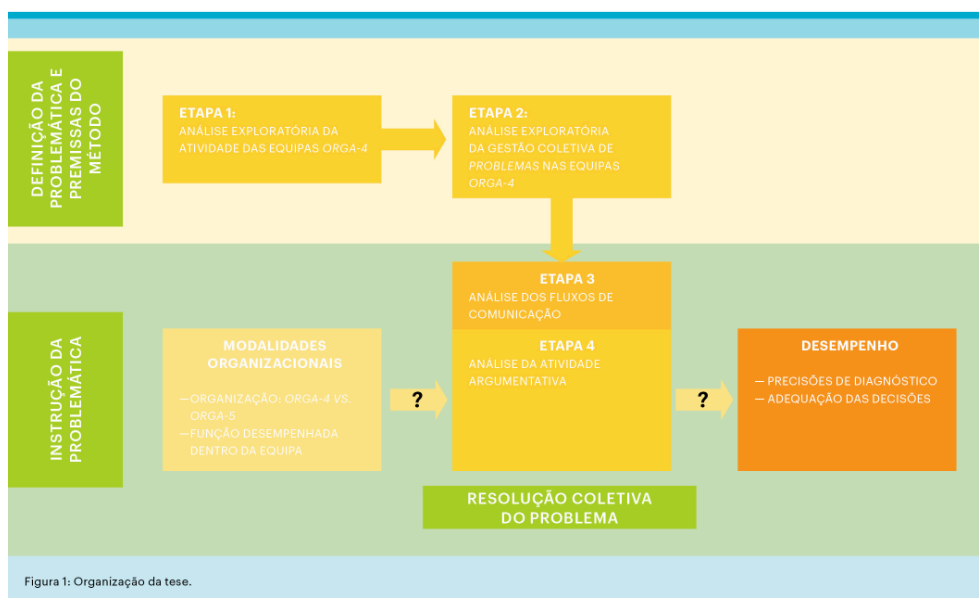 DEFINIÇÃO DA
PROBLEMÁTICA E
PREMISSAS DO
MÉTODO
ETAPA 1:
ANÁLISE EXPLORATÓRIA DA
ATIVIDADE DAS EQUIPAS ORGA-4
ETAPA 2:
ANÁLISE EXPLORATÓRIA
DA GESTÃO COLETIVA DE
PROBLEMAS NAS EQUIPAS
ORGA-4
INSTRUÇÃO DA
PROBLEMÁTICA
MODALIDADES
ORGANIZACIONAIS
—ORGANIZAÇÃO: ORGA-4 VS.
ORGA-5
—FUNÇÃO DESEMPENHADA
DENTRO DA EQUIPA
?
ETAPA 3
ANÁLISE DOS FLUXOS DE
COMUNICAÇÃO
ETAPA 4
ANÁLISE DA ATIVIDADE
ARGUMENTATIVA
?
DESEMPENHO
— PRECISÕES DE DIAGNÓSTICO
— ADEQUAÇÃO DAS DECISÕES
RESOLUÇÃO COLETIVA
DO PROBLEMA
Figura 1: Organização da tese.